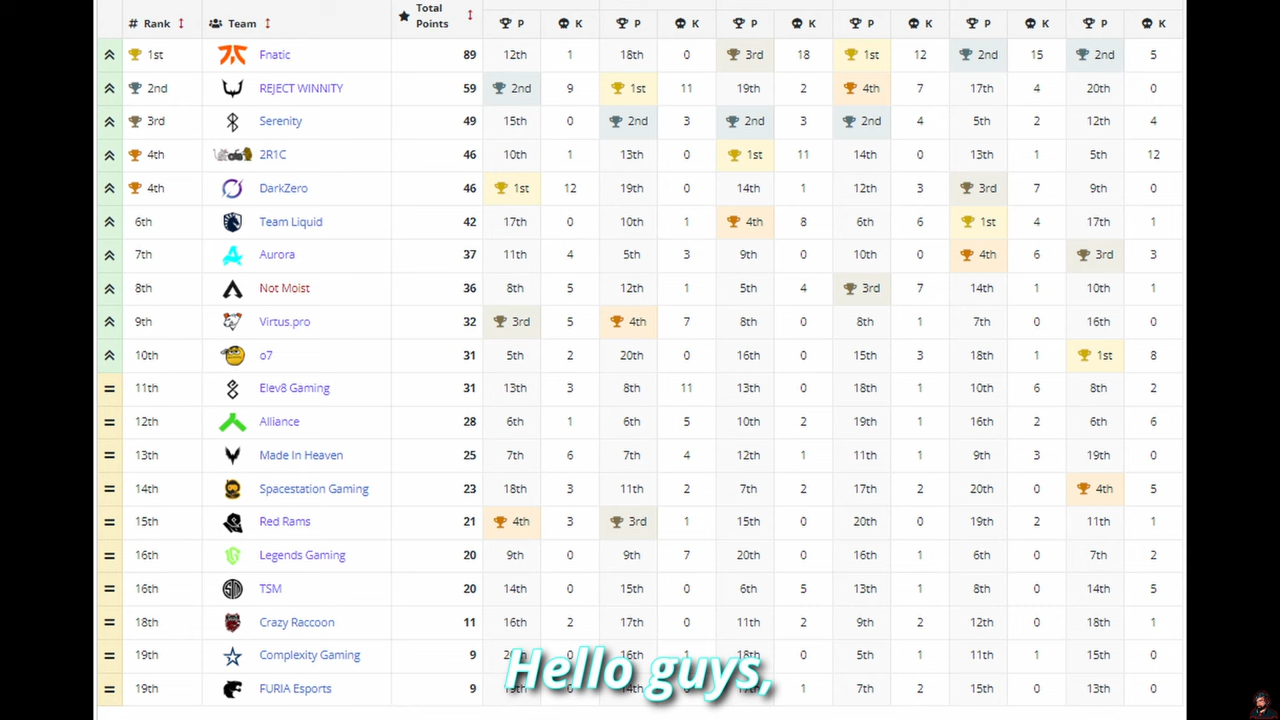 # Rank Team Total Points P K P K P K P K P K P K
1st Fnatic 89 12th 1 18th 0 3rd 18 1st 12 2nd 15 2nd 5
2nd REJECT WINNITY 59 2nd 9 1st 11 19th 2 4th 7 17th 4 20th 0
3rd Serenity 49 15th 0 2nd 3 2nd 3 2nd 4 5th 2 12th 4
4th 2R1C 46 10th 1 13th 0 1st 11 14th 0 13th 1 5th 12
4th DarkZero 46 1st 12 19th 0 14th 1 12th 3 3rd 7 9th 0
6th Team Liquid 42 17th 0 10th 1 4th 8 6th 6 1st 4 17th 1
7th Aurora 37 11th 4 5th 3 9th 0 10th 0 4th 6 3rd 3
8th Not Moist 36 8th 5 12th 1 5th 4 3rd 7 14th 1 10th 1
9th Virtus.pro 32 3rd 5 4th 7 8th 0 8th 1 7th 0 16th 0
10th o7 31 5th 2 20th 0 16th 0 15th 3 18th 1 1st 8
11th Elev8 Gaming 31 13th 3 8th 11 13th 0 18th 1 10th 6 8th 2
12th Alliance 28 6th 1 6th 5 10th 2 19th 1 16th 2 6th 6
13th Made In Heaven 25 7th 6 7th 4 12th 1 11th 1 9th 3 19th 0
14th Spacestation Gaming 23 18th 3 11th 2 7th 2 17th 2 20th 0 4th 5
15th Red Rams 21 4th 3 3rd 1 15th 0 20th 0 19th 2 11th 1
16th Legends Gaming 20 9th 0 9th 7 20th 0 16th 1 6th 0 7th 2
16th TSM 20 14th 0 15th 0 6th 5 13th 1 8th 0 14th 5
18th Crazy Raccoon 11 16th 2 17th 0 11th 2 9th 2 12th 0 18th 1
19th Complexity Gaming 9 16th 5th 1 11th 1 15th 0
Hello guys,
19th FURIA Esports 9 1 7th 2 15th 0 13th 0